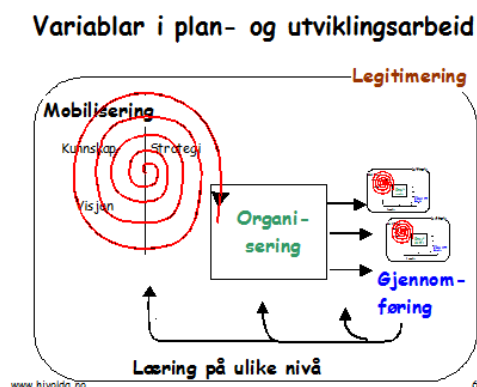 Variablar i plan- og utviklingsarbeid
Legitimering
Mobilisering
Kunnskap
Strategi
Visjon
Organi-
sering
Gjennom-
føring
Læring på ulike nivå
www.hivolda.no
6